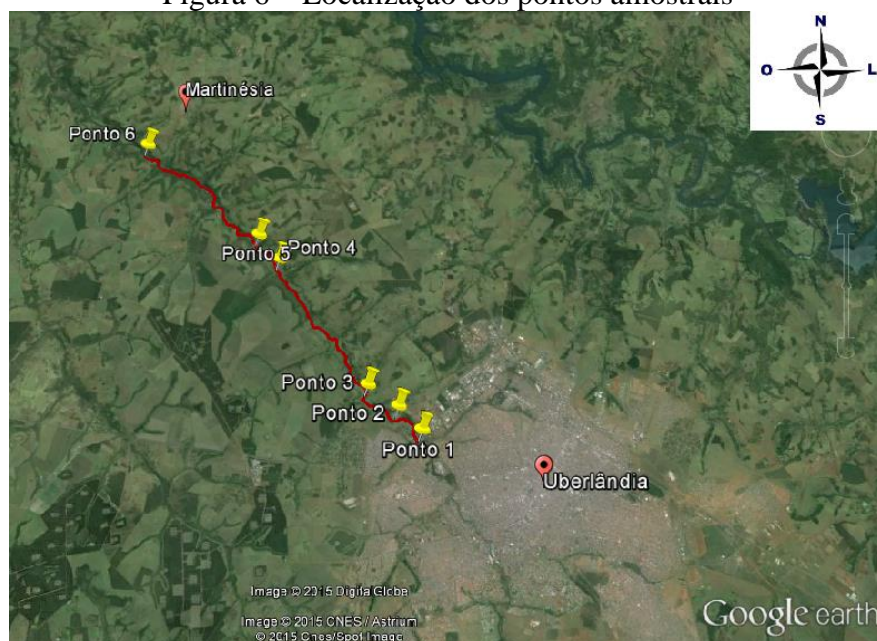 Figura 8 – Localização dos pontos amostrais
N
O L
S
Martinésia
Ponto 6
Ponto 5 Ponto 4
Ponto 3
Ponto 2
Ponto 1
Uberlândia
Image © 2015 DigitalGlobe
Image © 2015 CNES / Astrium
© 2015 Cnes/Spot Image
Google earth